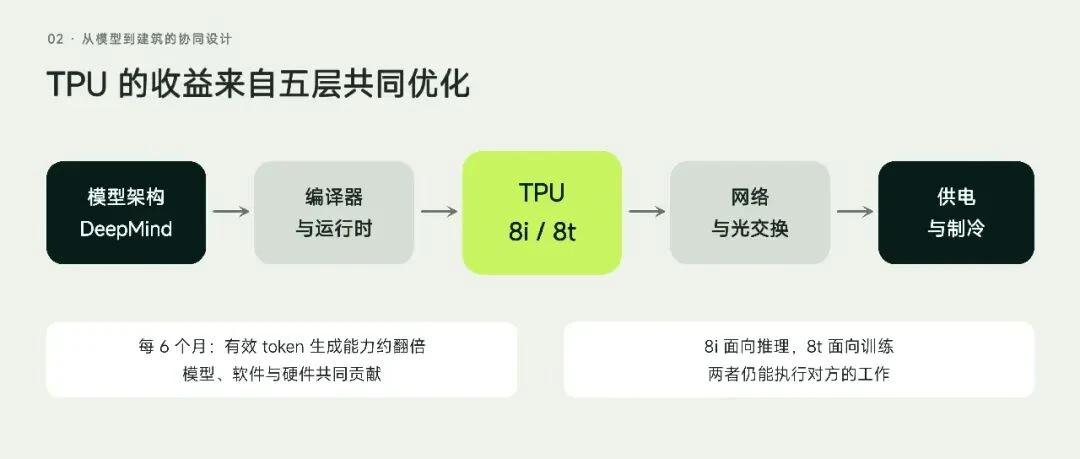 02 · 从模型到建筑的协同设计
TPU 的收益来自五层共同优化
模型架构
DeepMind
编译器
与运行时
TPU
8i / 8t
网络
与光交换
供电
与制冷
每 6 个月：有效 token 生成能力约翻倍
模型、软件与硬件共同贡献
8i 面向推理，8t 面向训练
两者仍能执行对方的工作